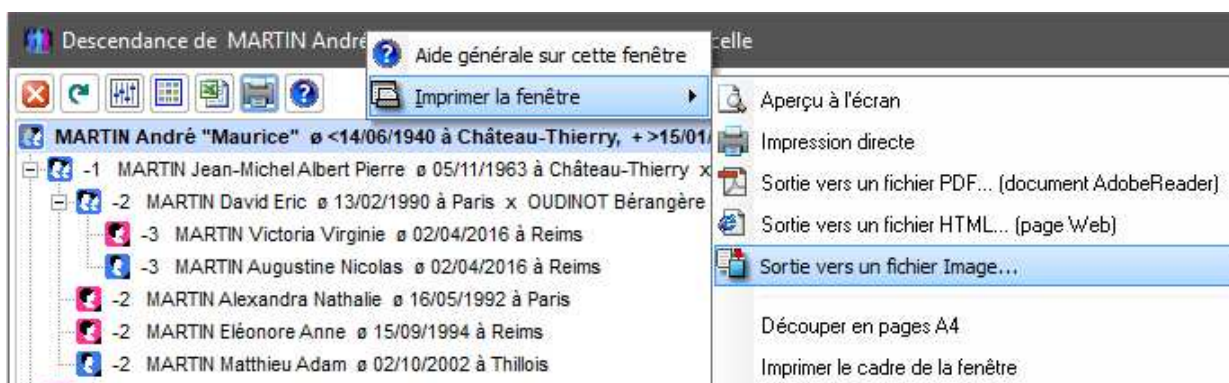 Descendance de MARTIN André
elle
Aide générale sur cette fenêtre
Imprimer la fenêtre
Aperçu à l'écran
Impression directe
Sortie vers un fichier PDF... (document AdobeReader)
Sortie vers un fichier HTML... (page Web)
Sortie vers un fichier Image...
Découper en pages A4
Imprimer le cadre de la fenêtre
MARTIN André "Maurice" ø <14/06/1940 à Château-Thierry, + >15/01/
-1 MARTIN Jean-Michel Albert Pierre ø 05/11/1963 à Château-Thierry x
-2 MARTIN David Eric ø 13/02/1990 à Paris x OUDINOT Bérangère
-3 MARTIN Victoria Virginie ø 02/04/2016 à Reims
-3 MARTIN Augustine Nicolas ø 02/04/2016 à Reims
-2 MARTIN Alexandra Nathalie ø 16/05/1992 à Paris
-2 MARTIN Eléonore Anne ø 15/09/1994 à Reims
-2 MARTIN Matthieu Adam ø 02/10/2002 à Thillois